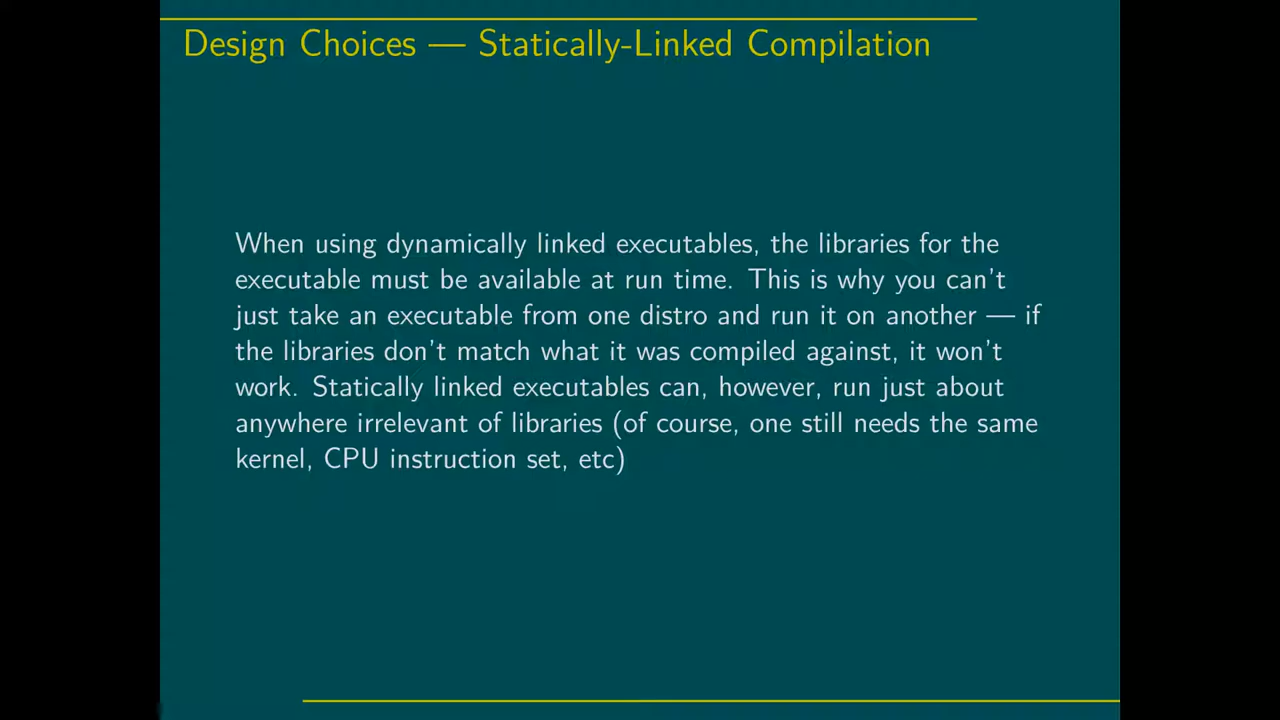 Design Choices — Statically-Linked Compilation
When using dynamically linked executables, the libraries for the
executable must be available at run time. This is why you can't
just take an executable from one distro and run it on another — if
the libraries don't match what it was compiled against, it won't
work. Statically linked executables can, however, run just about
anywhere irrelevant of libraries (of course, one still needs the same
kernel, CPU instruction set, etc)